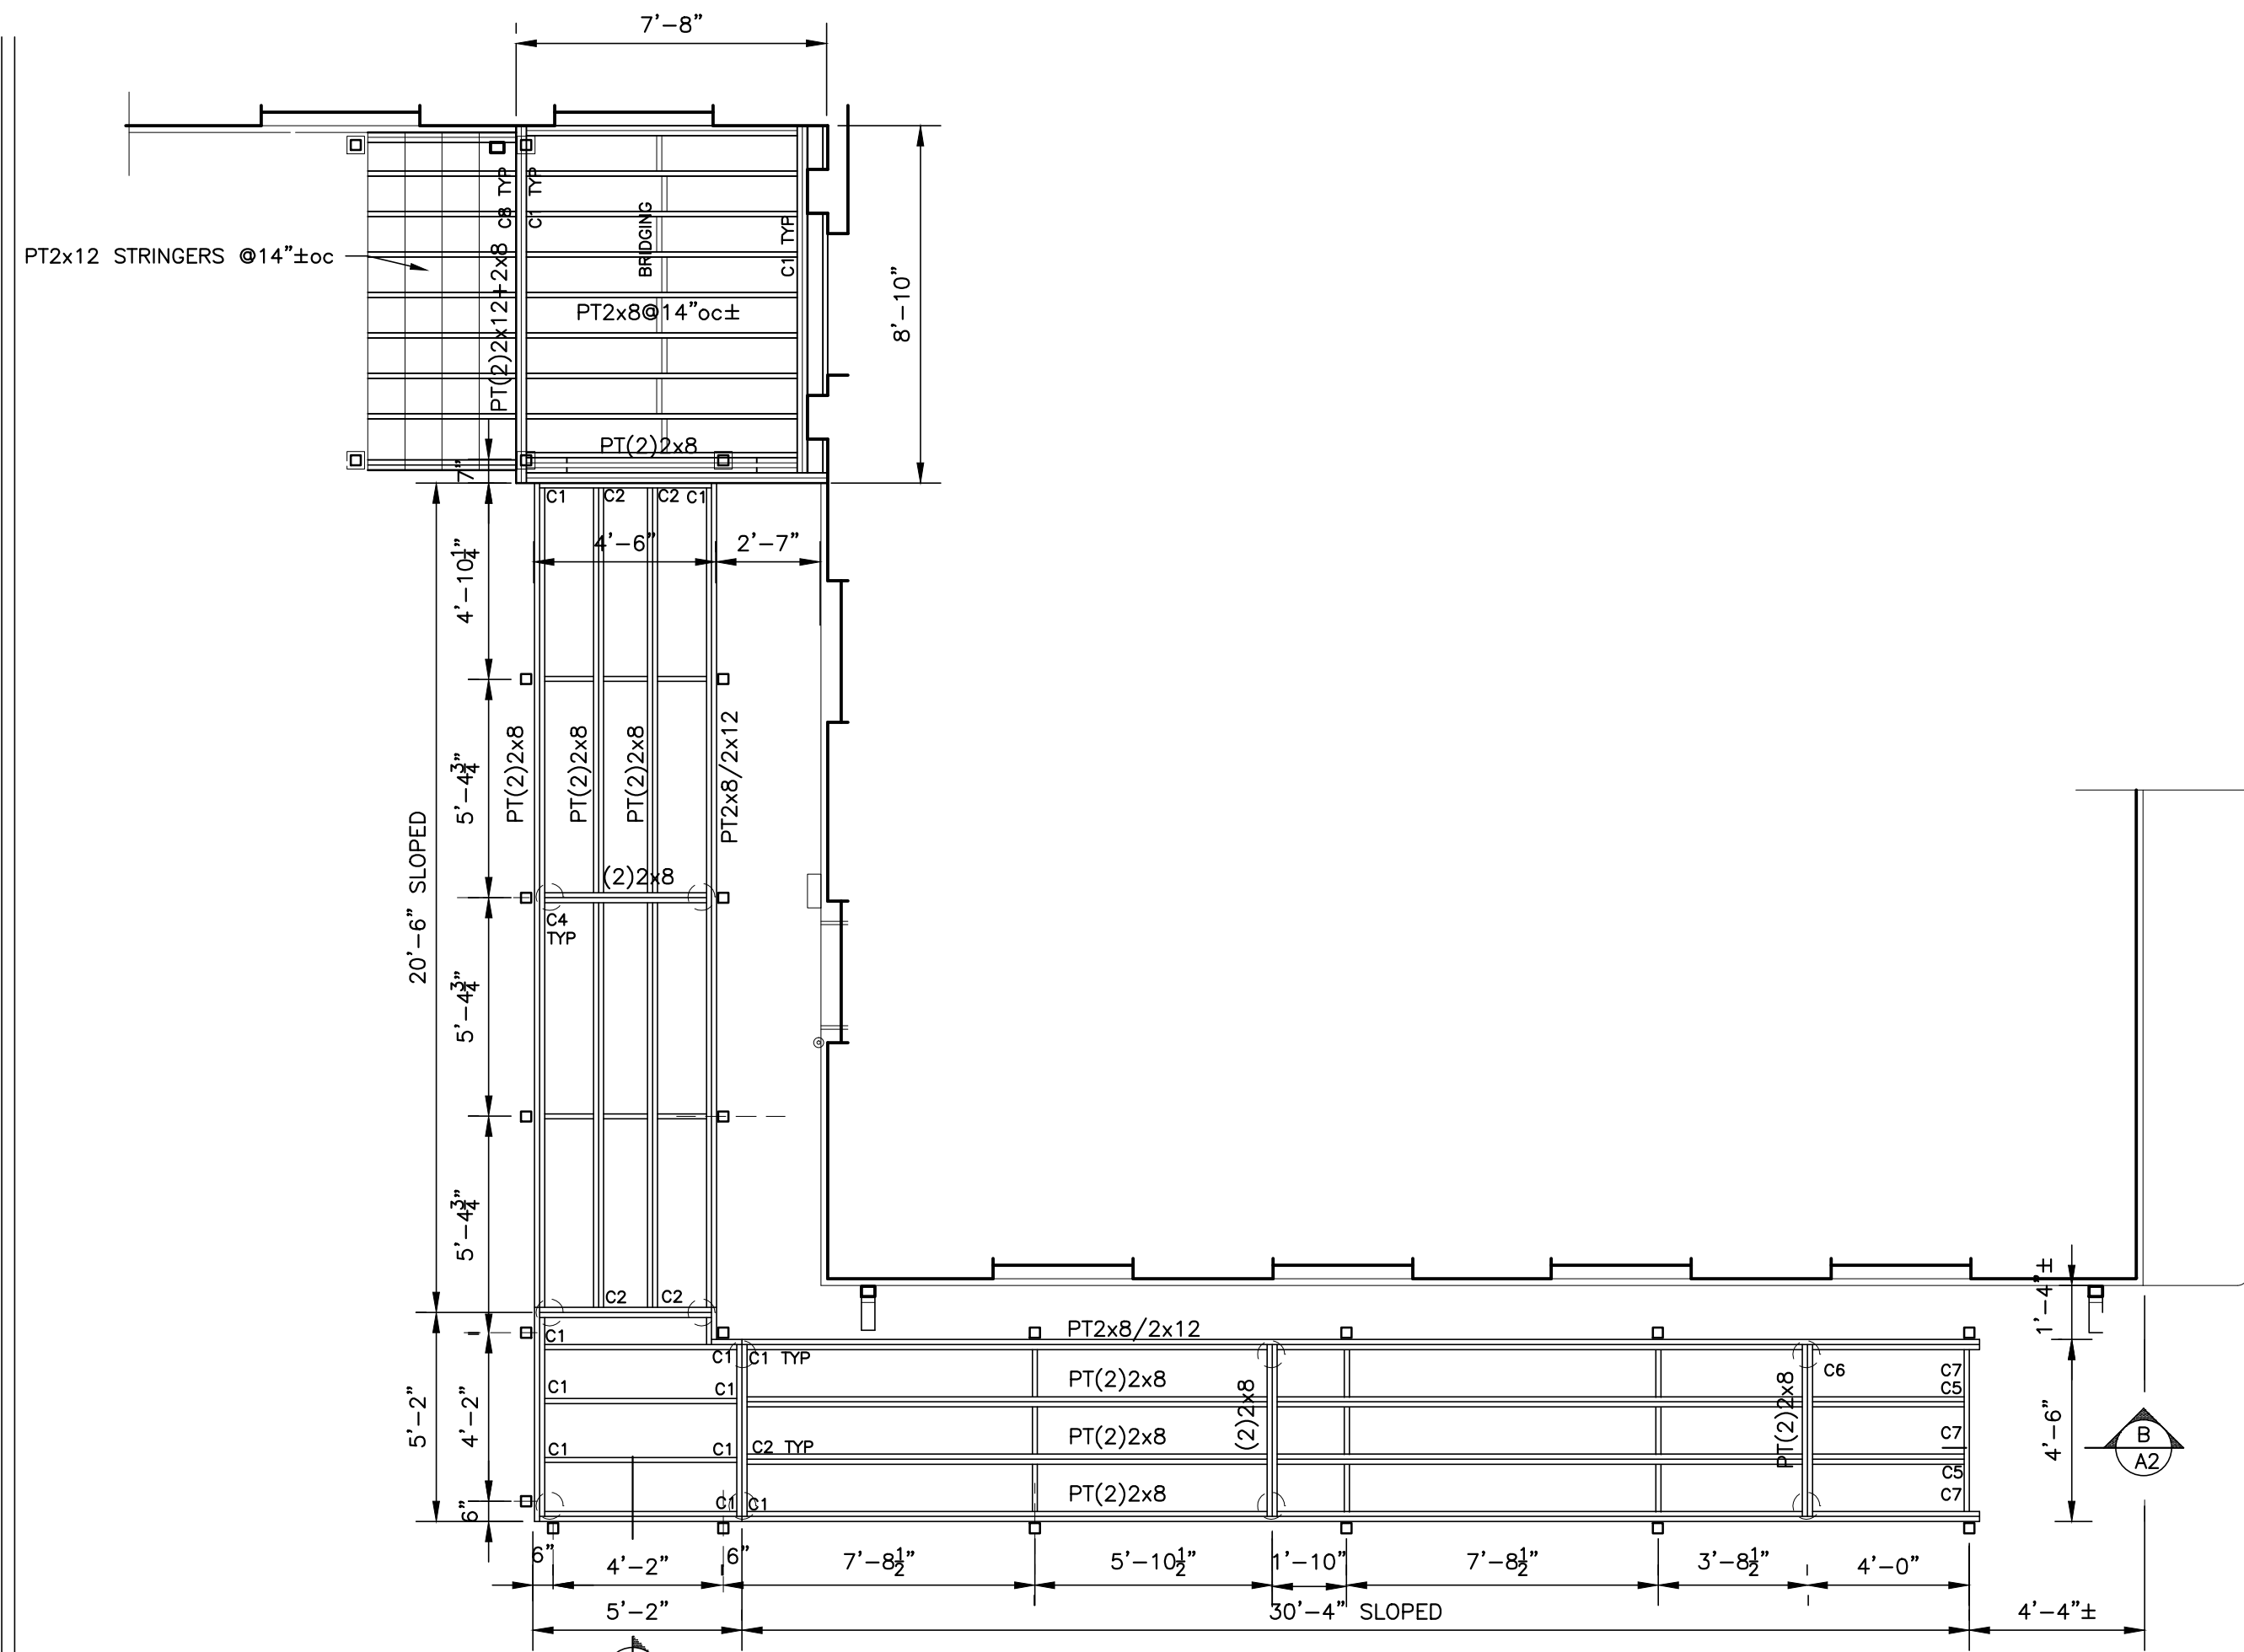 7'-8"
PT2x12 STRINGERS @14"±oc
C8 TYP
C1 TYP
PT(2)2x12+2x8
BRIDGING
C1 TYP
PT2x8@14"oc±
8'-10"
PT(2)2x8
7"
C1
C2
C2
C1
4'-6"
2'-7"
4'-10¼"
5'-4¾"
PT(2)2x8
PT(2)2x8
PT(2)2x8
PT2x8/2x12
20'-6" SLOPED
(2)2x8
C4
TYP
5'-4¾"
5'-4¾"
C2
C2
1'-4"±
C1
PT2x8/2x12
C1
C1 TYP
C1
C1
PT(2)2x8
C6
C7
C5
5'-2"
4'-2"
(2)2x8
PT(2)2x8
4'-6"
C1
C1
C2 TYP
PT(2)2x8
C7
B
A2
C5
6"
C1
C1
PT(2)2x8
C7
6"
4'-2"
6"
7'-8½"
5'-10½"
1'-10"
7'-8½"
3'-8½"
4'-0"
5'-2"
30'-4" SLOPED
4'-4"±